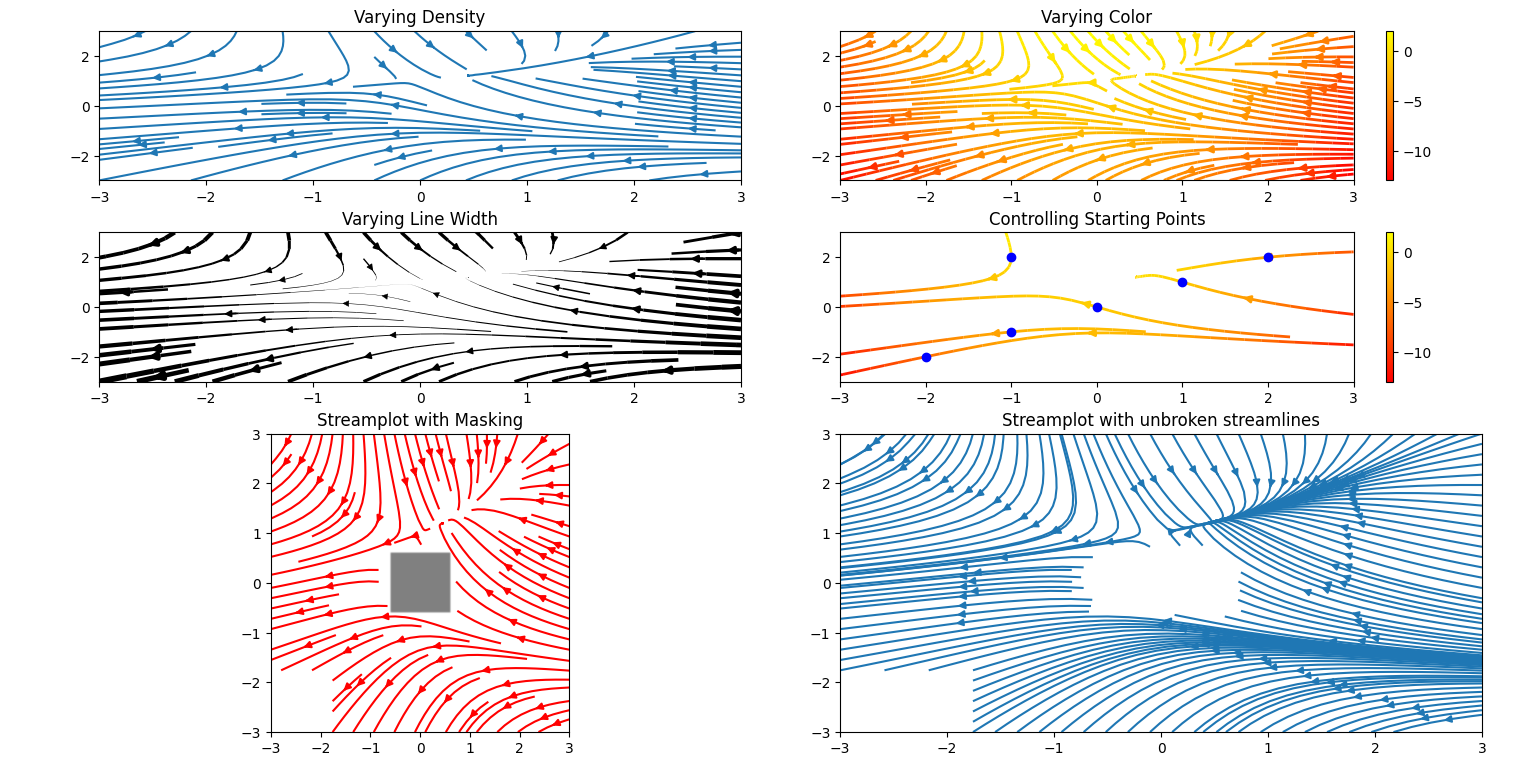 Varying Density
2
0
−2
−3 −2 −1 0 1 2 3
Varying Color
2
0
−2
−3 −2 −1 0 1 2 3
0
−5
−10
Varying Line Width
2
0
−2
−3 −2 −1 0 1 2 3
Controlling Starting Points
2
0
−2
−3 −2 −1 0 1 2 3
0
−5
−10
Streamplot with Masking
3
2
1
0
−1
−2
−3
−3 −2 −1 0 1 2 3
Streamplot with unbroken streamlines
3
2
1
0
−1
−2
−3
−3 −2 −1 0 1 2 3